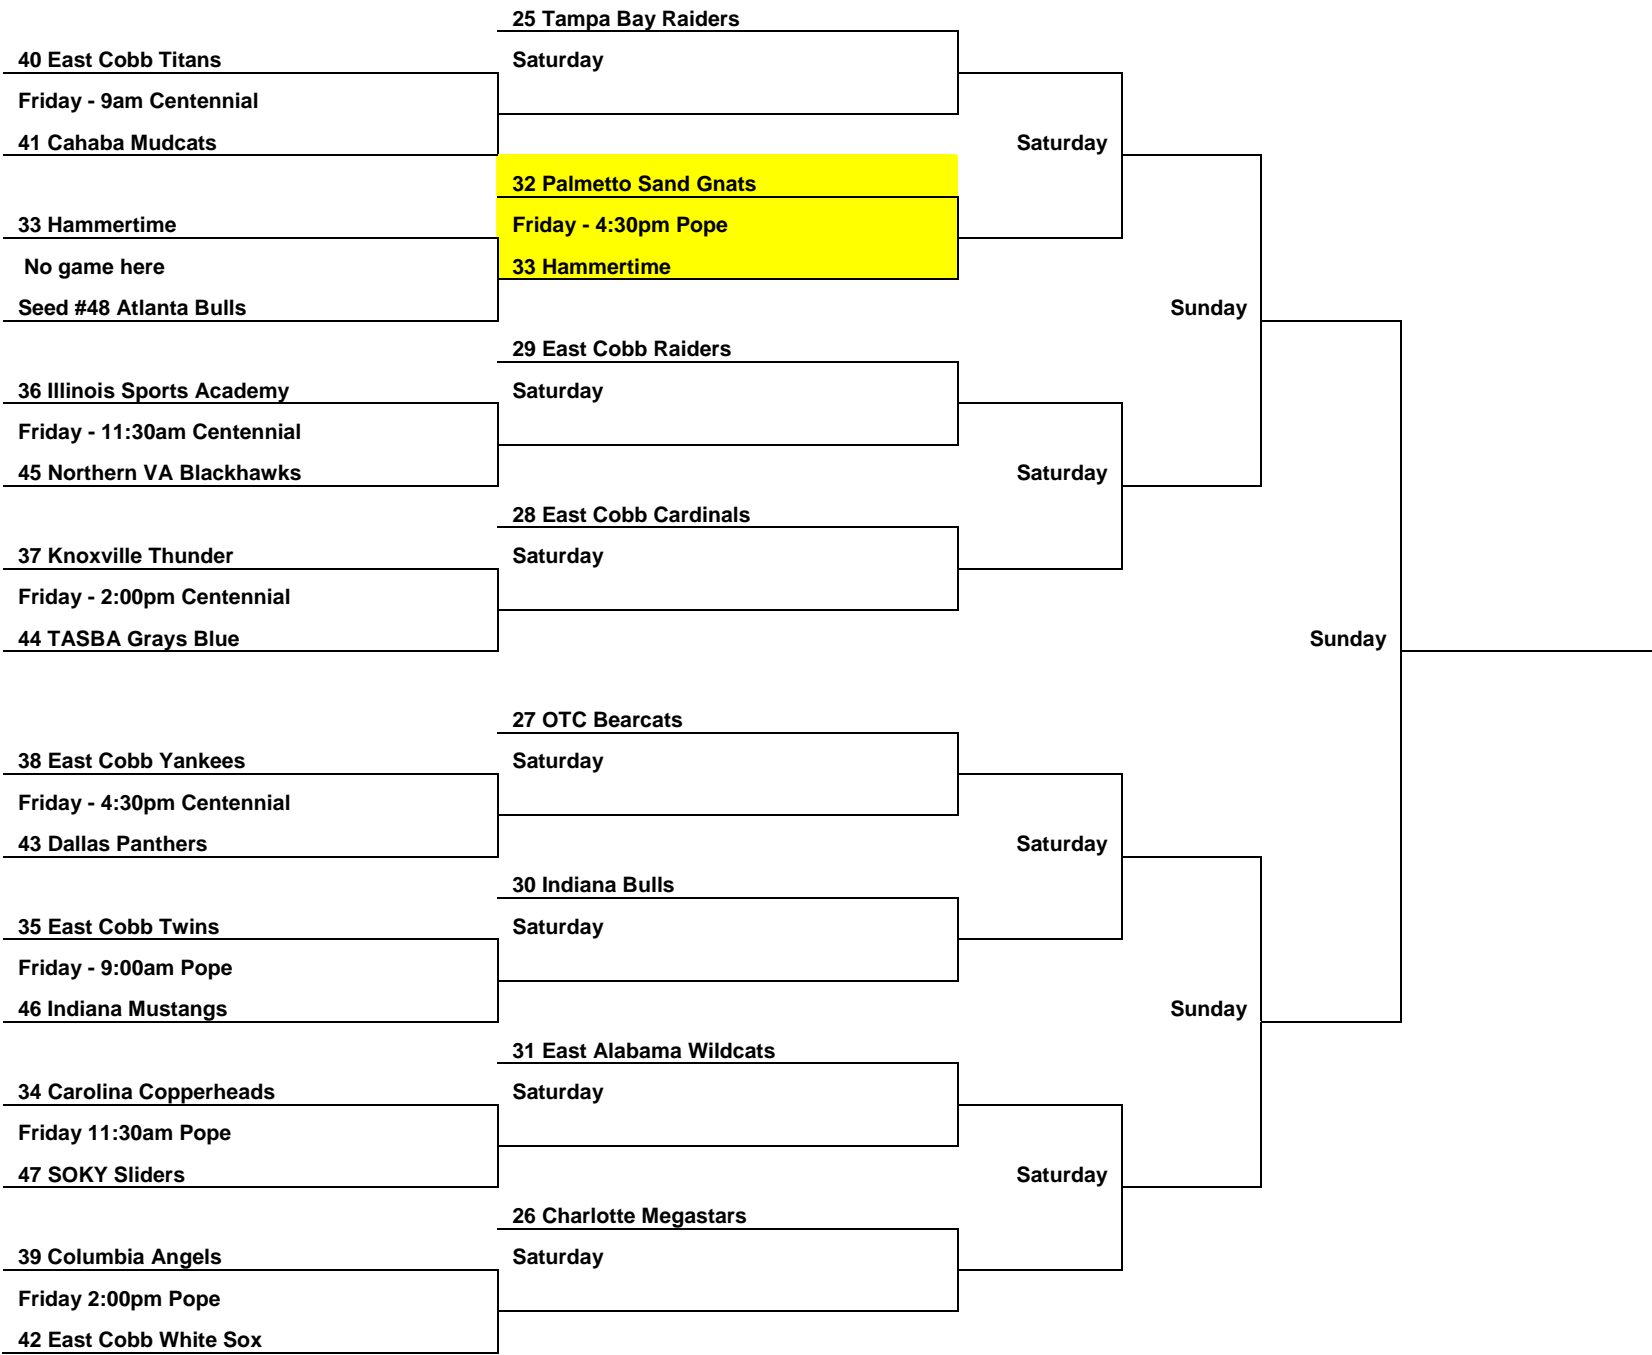 25 Tampa Bay Raiders
40 East Cobb Titans
Saturday
Friday - 9am Centennial
41 Cahaba Mudcats
Saturday
32 Palmetto Sand Gnats
33 Hammertime
Friday - 4:30pm Pope
No game here
33 Hammertime
Seed #48 Atlanta Bulls
Sunday
29 East Cobb Raiders
36 Illinois Sports Academy
Saturday
Friday - 11:30am Centennial
45 Northern VA Blackhawks
Saturday
28 East Cobb Cardinals
37 Knoxville Thunder
Saturday
Friday - 2:00pm Centennial
44 TASBA Grays Blue
Sunday
27 OTC Bearcats
38 East Cobb Yankees
Saturday
Friday - 4:30pm Centennial
43 Dallas Panthers
Saturday
30 Indiana Bulls
35 East Cobb Twins
Saturday
Friday - 9:00am Pope
46 Indiana Mustangs
Sunday
31 East Alabama Wildcats
34 Carolina Copperheads
Saturday
Friday 11:30am Pope
47 SOKY Sliders
Saturday
26 Charlotte Megastars
39 Columbia Angels
Saturday
Friday 2:00pm Pope
42 East Cobb White Sox